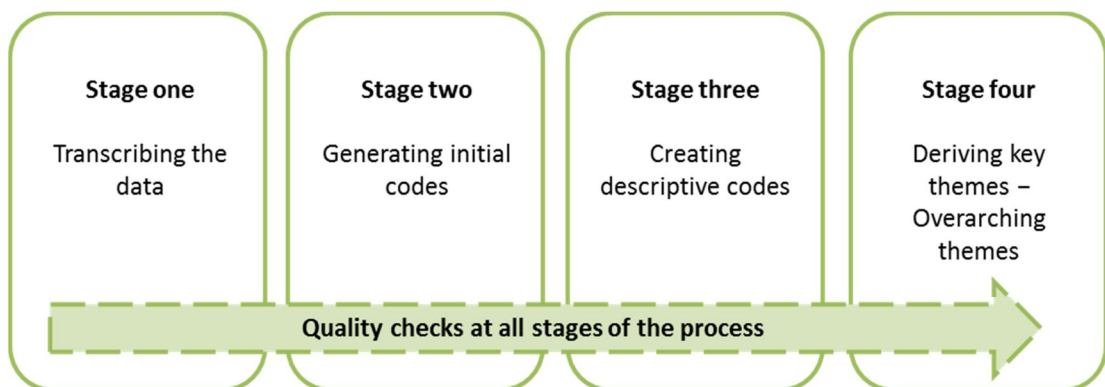 Stage one
Transcribing the
data
Stage two
Generating initial
codes
Stage three
Creating
descriptive codes
Stage four
Deriving key
themes –
Overarching
themes
Quality checks at all stages of the process